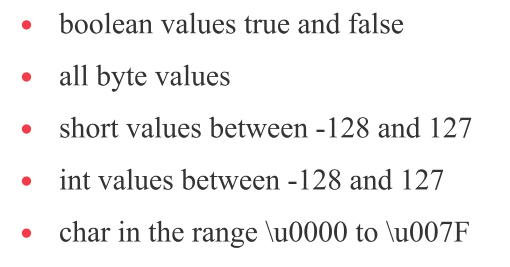 • boolean values true and false
• all byte values
• short values between -128 and 127
• int values between -128 and 127
• char in the range \u0000 to \u007F